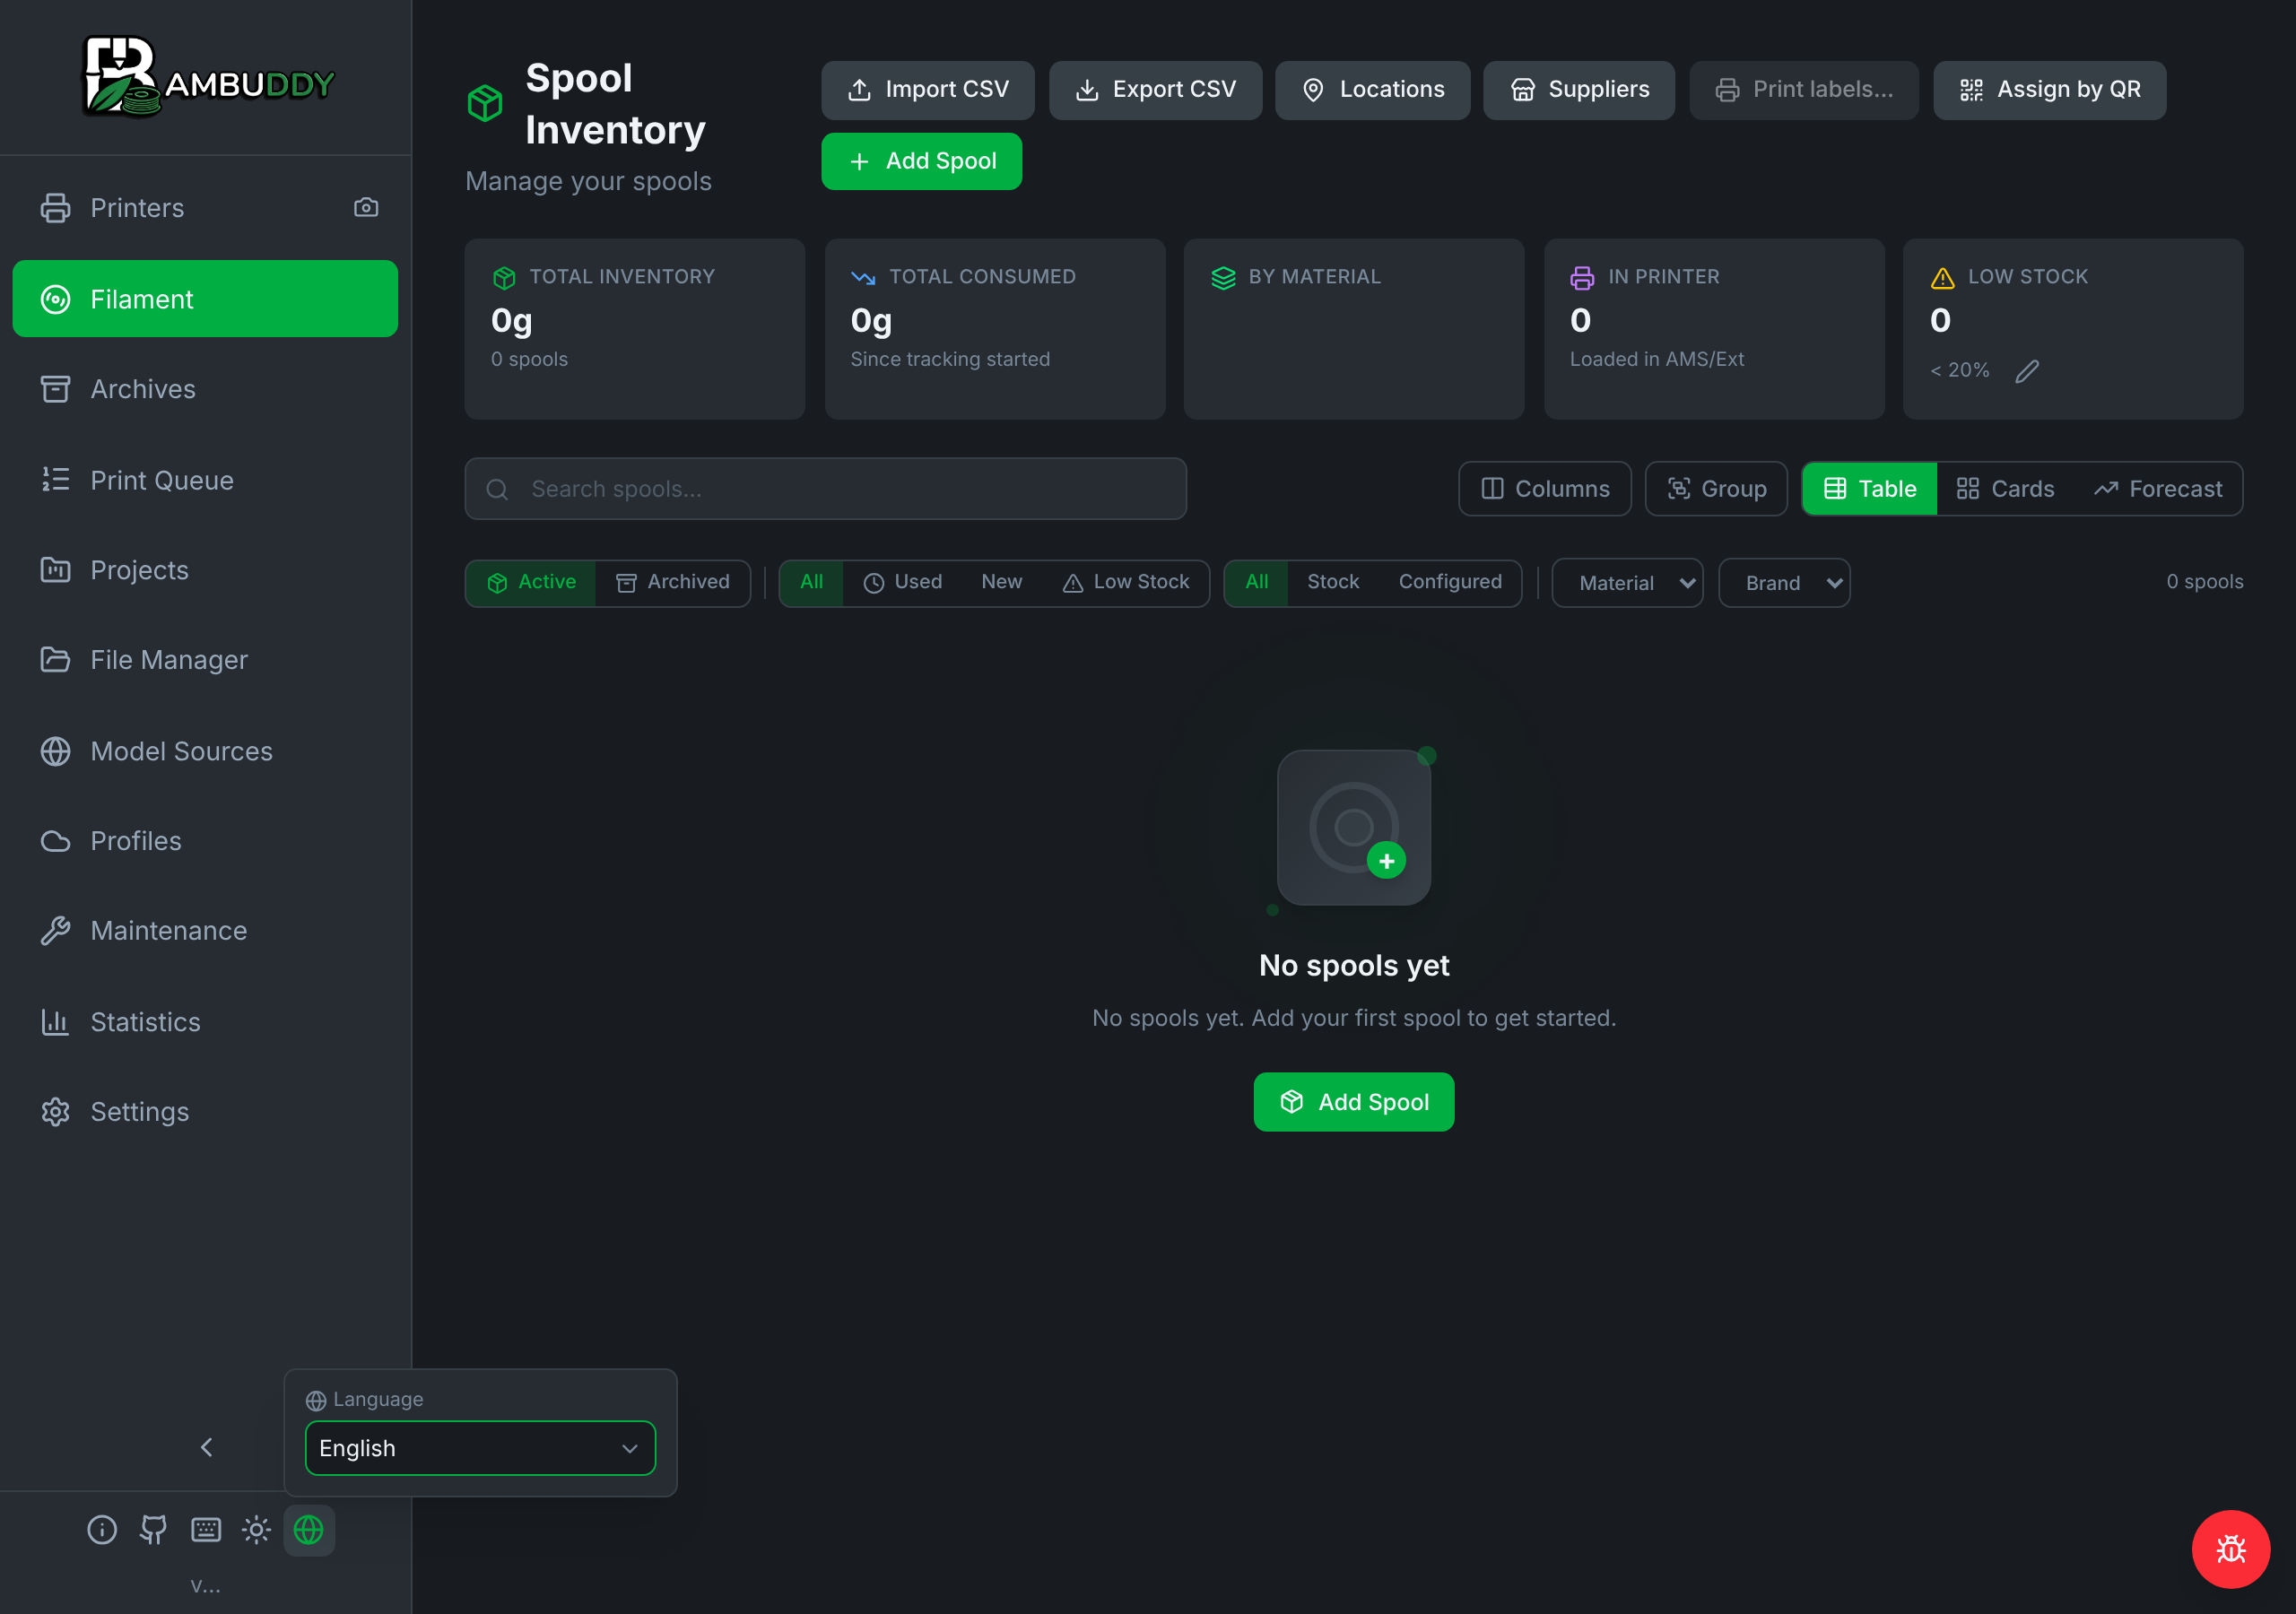 BAMBUDDY
Printers
Filament
Archives
Print Queue
Projects
File Manager
Model Sources
Profiles
Maintenance
Statistics
Settings
Language
English
v...
Spool
Inventory
Manage your spools
Import CSV
Export CSV
Locations
Suppliers
Print labels...
Assign by QR
Add Spool
TOTAL INVENTORY
0g
0 spools
TOTAL CONSUMED
0g
Since tracking started
BY MATERIAL
IN PRINTER
0
Loaded in AMS/Ext
LOW STOCK
0
< 20%
Search spools...
Columns
Group
Table
Cards
Forecast
Active
Archived
All
Used
New
Low Stock
All
Stock
Configured
Material
Brand
0 spools
No spools yet
No spools yet. Add your first spool to get started.
Add Spool